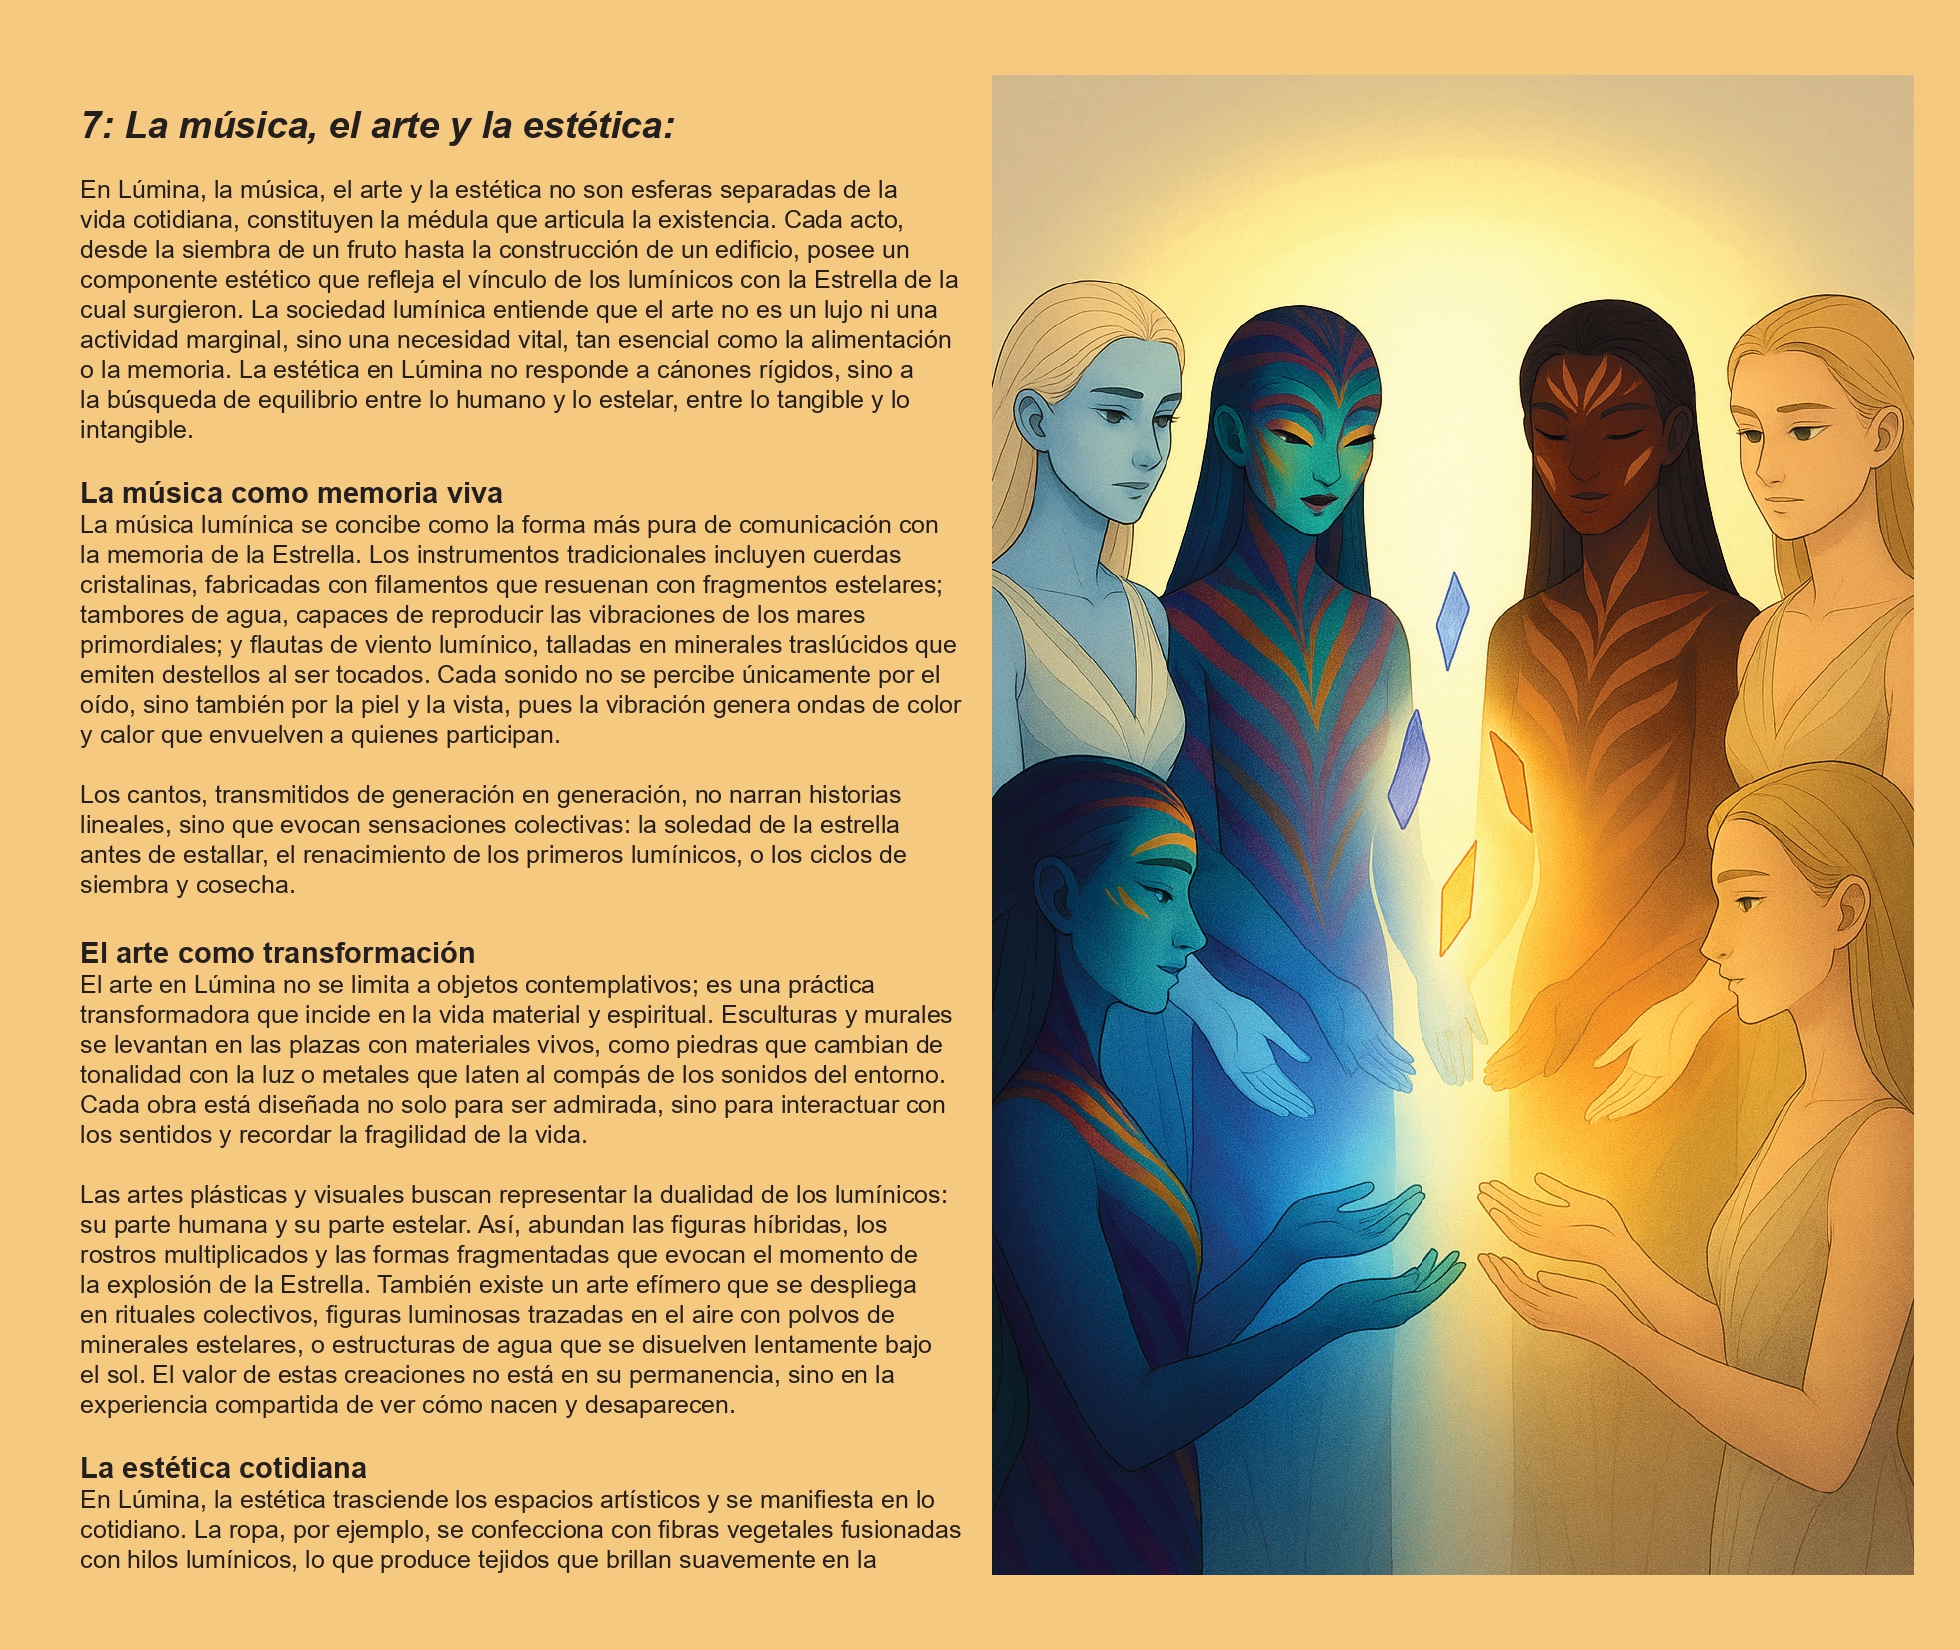 7: La música, el arte y la estética:
En Lúmina, la música, el arte y la estética no son esferas separadas de la
vida cotidiana, constituyen la médula que articula la existencia. Cada acto,
desde la siembra de un fruto hasta la construcción de un edificio, posee un
componente estético que refleja el vínculo de los lumínicos con la Estrella de la
cual surgieron. La sociedad lumínica entiende que el arte no es un lujo ni una
actividad marginal, sino una necesidad vital, tan esencial como la alimentación
o la memoria. La estética en Lúmina no responde a cánones rígidos, sino a
la búsqueda de equilibrio entre lo humano y lo estelar, entre lo tangible y lo
intangible.
La música como memoria viva
La música lumínica se concibe como la forma más pura de comunicación con
la memoria de la Estrella. Los instrumentos tradicionales incluyen cuerdas
cristalinas, fabricadas con filamentos que resuenan con fragmentos estelares;
tambores de agua, capaces de reproducir las vibraciones de los mares
primordiales; y flautas de viento lumínico, talladas en minerales traslúcidos que
emiten destellos al ser tocados. Cada sonido no se percibe únicamente por el
oído, sino también por la piel y la vista, pues la vibración genera ondas de color
y calor que envuelven a quienes participan.
Los cantos, transmitidos de generación en generación, no narran historias
lineales, sino que evocan sensaciones colectivas: la soledad de la estrella
antes de estallar, el renacimiento de los primeros lumínicos, o los ciclos de
siembra y cosecha.
El arte como transformación
El arte en Lúmina no se limita a objetos contemplativos; es una práctica
transformadora que incide en la vida material y espiritual. Esculturas y murales
se levantan en las plazas con materiales vivos, como piedras que cambian de
tonalidad con la luz o metales que laten al compás de los sonidos del entorno.
Cada obra está diseñada no solo para ser admirada, sino para interactuar con
los sentidos y recordar la fragilidad de la vida.
Las artes plásticas y visuales buscan representar la dualidad de los lumínicos:
su parte humana y su parte estelar. Así, abundan las figuras híbridas, los
rostros multiplicados y las formas fragmentadas que evocan el momento de
la explosión de la Estrella. También existe un arte efímero que se despliega
en rituales colectivos, figuras luminosas trazadas en el aire con polvos de
minerales estelares, o estructuras de agua que se disuelven lentamente bajo
el sol. El valor de estas creaciones no está en su permanencia, sino en la
experiencia compartida de ver cómo nacen y desaparecen.
La estética cotidiana
En Lúmina, la estética trasciende los espacios artísticos y se manifiesta en lo
cotidiano. La ropa, por ejemplo, se confecciona con fibras vegetales fusionadas
con hilos lumínicos, lo que produce tejidos que brillan suavemente en la